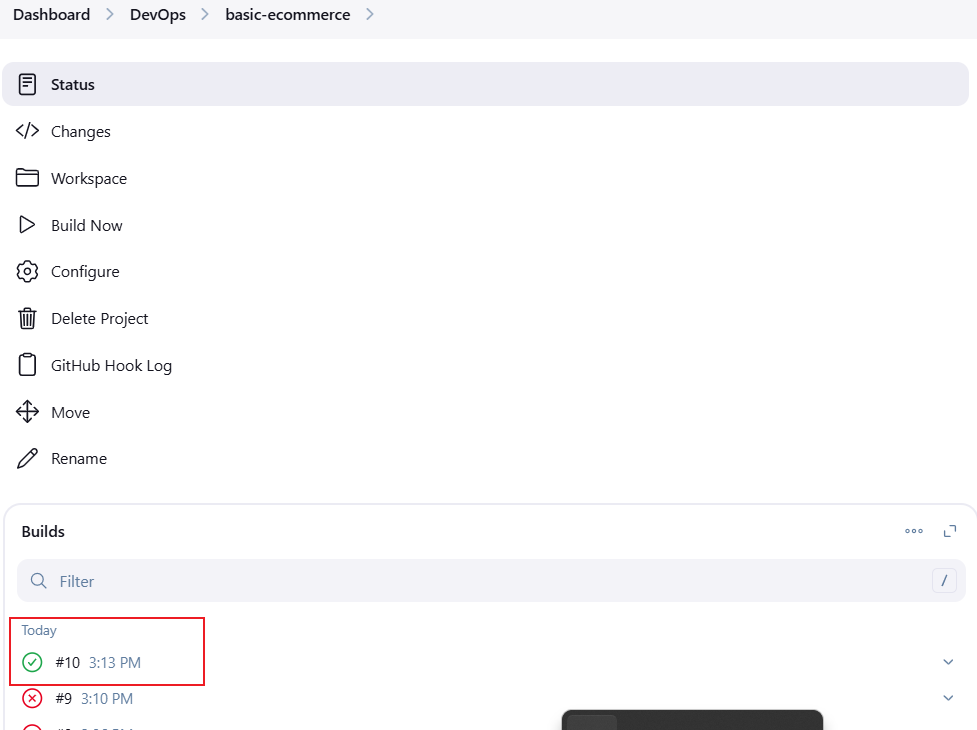 Dashboard > DevOps > basic-ecommerce >
Status
Changes
Workspace
Build Now
Configure
Delete Project
GitHub Hook Log
Move
Rename
Builds
Filter /
Today
#10 3:13 PM
#9 3:10 PM